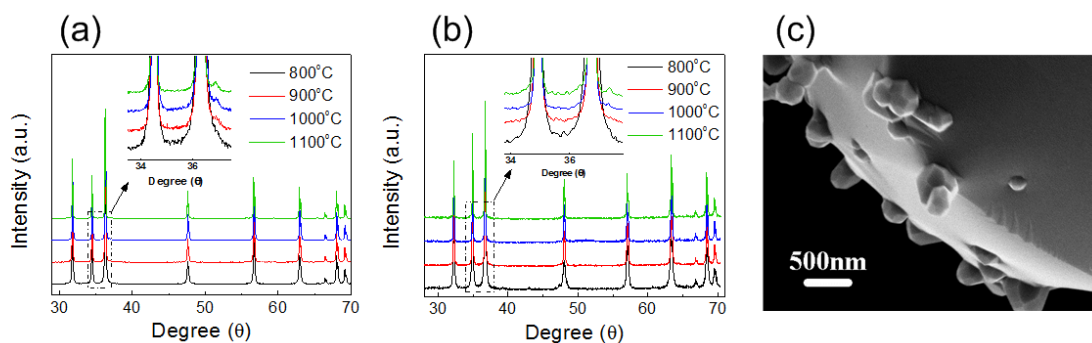 (a)
Intensity (a.u.)
800°C
900°C
1000°C
1100°C
34
36
Degree (θ)
30
40
50
60
70
Degree (θ)
(b)
Intensity (a.u.)
800°C
900°C
1000°C
1100°C
34
36
Degree (θ)
30
40
50
60
70
Degree (θ)
(c)
500nm